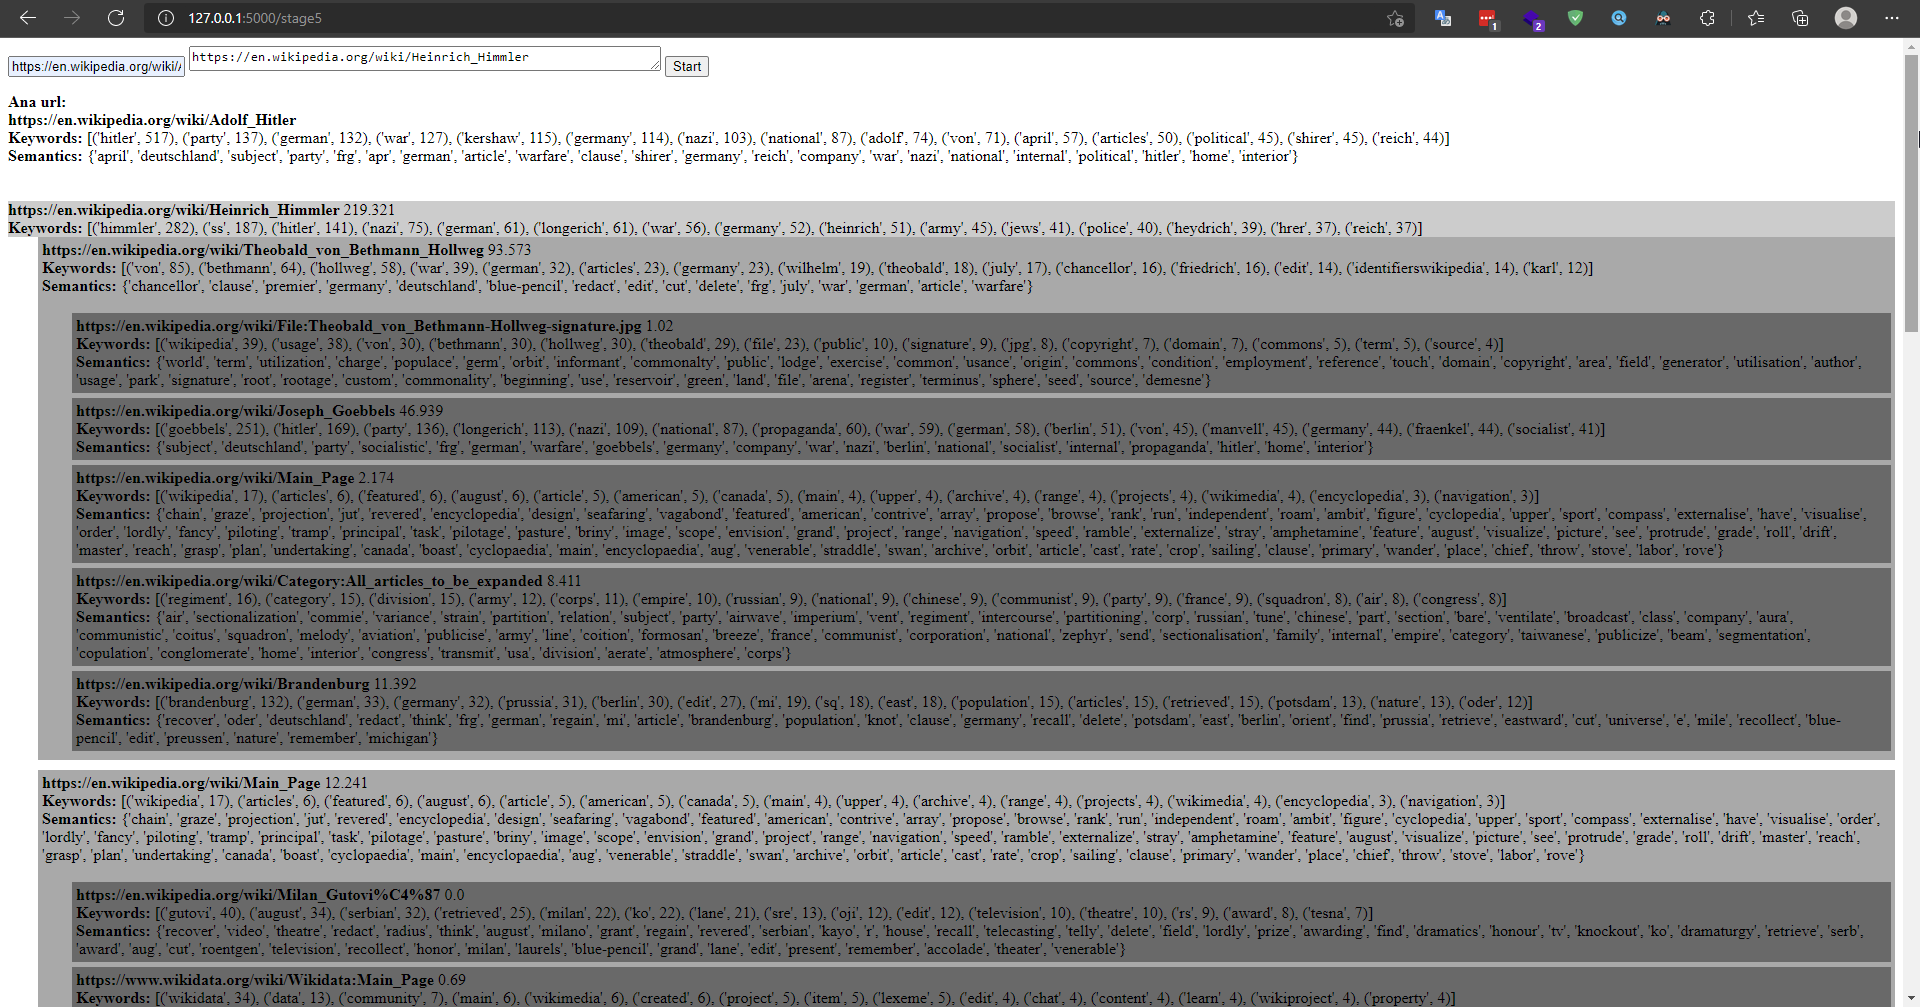 127.0.0.1:5000/stage5
1
2
https://en.wikipedia.org/wiki/
https://en.wikipedia.org/wiki/Heinrich_Himmler
Start
Ana url:
https://en.wikipedia.org/wiki/Adolf_Hitler
Keywords: [('hitler', 517), ('party', 137), ('german', 132), ('war', 127), ('kershaw', 115), ('germany', 114), ('nazi', 103), ('national', 87), ('adolf', 74), ('von', 71), ('april', 57), ('articles', 50), ('political', 45), ('shirer', 45), ('reich', 44)]
Semantics: {'april', 'deutschland', 'subject', 'party', 'frg', 'apr', 'german', 'article', 'warfare', 'clause', 'shirer', 'germany', 'reich', 'company', 'war', 'nazi', 'national', 'internal', 'political', 'hitler', 'home', 'interior'}
https://en.wikipedia.org/wiki/Heinrich_Himmler 219.321
Keywords: [('himmler', 282), ('ss', 187), ('hitler', 141), ('nazi', 75), ('german', 61), ('longerich', 61), ('war', 56), ('germany', 52), ('heinrich', 51), ('army', 45), ('jews', 41), ('police', 40), ('heydrich', 39), ('hrer', 37), ('reich', 37)]
https://en.wikipedia.org/wiki/Theobald_von_Bethmann_Hollweg 93.573
Keywords: [('von', 85), ('bethmann', 64), ('hollweg', 58), ('war', 39), ('german', 32), ('articles', 23), ('germany', 23), ('wilhelm', 19), ('theobald', 18), ('july', 17), ('chancellor', 16), ('friedrich', 16), ('edit', 14), ('identifierswikipedia', 14), ('karl', 12)]
Semantics: {'chancellor', 'clause', 'premier', 'germany', 'deutschland', 'blue-pencil', 'redact', 'edit', 'cut', 'delete', 'frg', 'july', 'war', 'german', 'article', 'warfare'}
https://en.wikipedia.org/wiki/File:Theobald_von_Bethmann-Hollweg-signature.jpg 1.02
Keywords: [('wikipedia', 39), ('usage', 38), ('von', 30), ('bethmann', 30), ('hollweg', 30), ('theobald', 29), ('file', 23), ('public', 10), ('signature', 9), ('jpg', 8), ('copyright', 7), ('domain', 7), ('commons', 5), ('term', 5), ('source', 4)]
Semantics: {'world', 'term', 'utilization', 'charge', 'populace', 'germ', 'orbit', 'informant', 'commonalty', 'public', 'lodge', 'exercise', 'common', 'usance', 'origin', 'commons', 'condition', 'employment', 'reference', 'touch', 'domain', 'copyright', 'area', 'field', 'generator', 'utilisation', 'author',
'usage', 'park', 'signature', 'root', 'rootage', 'custom', 'commonality', 'beginning', 'use', 'reservoir', 'green', 'land', 'file', 'arena', 'register', 'terminus', 'sphere', 'seed', 'source', 'demesne'}
https://en.wikipedia.org/wiki/Joseph_Goebbels 46.939
Keywords: [('goebbels', 251), ('hitler', 169), ('party', 136), ('longerich', 113), ('nazi', 109), ('national', 87), ('propaganda', 60), ('war', 59), ('german', 58), ('berlin', 51), ('von', 45), ('manvell', 45), ('germany', 44), ('fraenkel', 44), ('socialist', 41)]
Semantics: {'subject', 'deutschland', 'party', 'socialistic', 'frg', 'german', 'warfare', 'goebbels', 'germany', 'company', 'war', 'nazi', 'berlin', 'national', 'socialist', 'internal', 'propaganda', 'hitler', 'home', 'interior'}
https://en.wikipedia.org/wiki/Main_Page 2.174
Keywords: [('wikipedia', 17), ('articles', 6), ('featured', 6), ('august', 6), ('article', 5), ('american', 5), ('canada', 5), ('main', 4), ('upper', 4), ('archive', 4), ('range', 4), ('projects', 4), ('wikimedia', 4), ('encyclopedia', 3), ('navigation', 3)]
Semantics: {'chain', 'graze', 'projection', 'jut', 'revered', 'encyclopedia', 'design', 'seafaring', 'vagabond', 'featured', 'american', 'contrive', 'array', 'propose', 'browse', 'rank', 'run', 'independent', 'roam', 'ambit', 'figure', 'cyclopedia', 'upper', 'sport', 'compass', 'externalise', 'have', 'visualise',
'order', 'lordly', 'fancy', 'piloting', 'tramp', 'principal', 'task', 'pilotage', 'pasture', 'briny', 'image', 'scope', 'envision', 'grand', 'project', 'range', 'navigation', 'speed', 'ramble', 'externalize', 'stray', 'amphetamine', 'feature', 'august', 'visualize', 'picture', 'see', 'protrude', 'grade', 'roll', 'drift',
'master', 'reach', 'grasp', 'plan', 'undertaking', 'canada', 'boast', 'cyclopaedia', 'main', 'encyclopaedia', 'aug', 'venerable', 'straddle', 'swan', 'archive', 'orbit', 'article', 'cast', 'rate', 'crop', 'sailing', 'clause', 'primary', 'wander', 'place', 'chief', 'throw', 'stove', 'labor', 'rove'}
https://en.wikipedia.org/wiki/Category:All_articles_to_be_expanded 8.411
Keywords: [('regiment', 16), ('category', 15), ('division', 15), ('army', 12), ('corps', 11), ('empire', 10), ('russian', 9), ('national', 9), ('chinese', 9), ('communist', 9), ('party', 9), ('france', 9), ('squadron', 8), ('air', 8), ('congress', 8)]
Semantics: {'air', 'sectionalization', 'commie', 'variance', 'strain', 'partition', 'relation', 'subject', 'party', 'airwave', 'imperium', 'vent', 'regiment', 'intercourse', 'partitioning', 'corp', 'russian', 'tune', 'chinese', 'part', 'section', 'bare', 'ventilate', 'broadcast', 'class', 'company', 'aura',
'communistic', 'coitus', 'squadron', 'melody', 'aviation', 'publicise', 'army', 'line', 'coition', 'formosan', 'breeze', 'france', 'communist', 'corporation', 'national', 'zephyr', 'send', 'sectionalisation', 'family', 'internal', 'empire', 'category', 'taiwanese', 'publicize', 'beam', 'segmentation',
'copulation', 'conglomerate', 'home', 'interior', 'congress', 'transmit', 'usa', 'division', 'aerate', 'atmosphere', 'corps'}
https://en.wikipedia.org/wiki/Brandenburg 11.392
Keywords: [('brandenburg', 132), ('german', 33), ('germany', 32), ('prussia', 31), ('berlin', 30), ('edit', 27), ('mi', 19), ('sq', 18), ('east', 18), ('population', 15), ('articles', 15), ('retrieved', 15), ('potsdam', 13), ('nature', 13), ('oder', 12)]
Semantics: {'recover', 'oder', 'deutschland', 'redact', 'think', 'frg', 'german', 'regain', 'mi', 'article', 'brandenburg', 'population', 'knot', 'clause', 'germany', 'recall', 'delete', 'potsdam', 'east', 'berlin', 'orient', 'find', 'prussia', 'retrieve', 'eastward', 'cut', 'universe', 'e', 'mile', 'recollect', 'blue-
pencil', 'edit', 'preussen', 'nature', 'remember', 'michigan'}
https://en.wikipedia.org/wiki/Main_Page 12.241
Keywords: [('wikipedia', 17), ('articles', 6), ('featured', 6), ('august', 6), ('article', 5), ('american', 5), ('canada', 5), ('main', 4), ('upper', 4), ('archive', 4), ('range', 4), ('projects', 4), ('wikimedia', 4), ('encyclopedia', 3), ('navigation', 3)]
Semantics: {'chain', 'graze', 'projection', 'jut', 'revered', 'encyclopedia', 'design', 'seafaring', 'vagabond', 'featured', 'american', 'contrive', 'array', 'propose', 'browse', 'rank', 'run', 'independent', 'roam', 'ambit', 'figure', 'cyclopedia', 'upper', 'sport', 'compass', 'externalise', 'have', 'visualise', 'order',
'lordly', 'fancy', 'piloting', 'tramp', 'principal', 'task', 'pilotage', 'pasture', 'briny', 'image', 'scope', 'envision', 'grand', 'project', 'range', 'navigation', 'speed', 'ramble', 'externalize', 'stray', 'amphetamine', 'feature', 'august', 'visualize', 'picture', 'see', 'protrude', 'grade', 'roll', 'drift', 'master', 'reach',
'grasp', 'plan', 'undertaking', 'canada', 'boast', 'cyclopaedia', 'main', 'encyclopaedia', 'aug', 'venerable', 'straddle', 'swan', 'archive', 'orbit', 'article', 'cast', 'rate', 'crop', 'sailing', 'clause', 'primary', 'wander', 'place', 'chief', 'throw', 'stove', 'labor', 'rove'}
https://en.wikipedia.org/wiki/Milan_Gutovi%C4%87 0.0
Keywords: [('gutovi', 40), ('august', 34), ('serbian', 32), ('retrieved', 25), ('milan', 22), ('ko', 22), ('lane', 21), ('sre', 13), ('oji', 12), ('edit', 12), ('television', 10), ('theatre', 10), ('rs', 9), ('award', 8), ('tesna', 7)]
Semantics: {'recover', 'video', 'theatre', 'redact', 'radius', 'think', 'august', 'milano', 'grant', 'regain', 'revered', 'serbian', 'kayo', 'r', 'house', 'recall', 'telecasting', 'telly', 'delete', 'field', 'lordly', 'prize', 'awarding', 'find', 'dramatics', 'honour', 'tv', 'knockout', 'ko', 'dramaturgy', 'retrieve', 'serb',
'award', 'aug', 'cut', 'roentgen', 'television', 'recollect', 'honor', 'milan', 'laurels', 'blue-pencil', 'grand', 'lane', 'edit', 'present', 'remember', 'accolade', 'theater', 'venerable'}
https://www.wikidata.org/wiki/Wikidata:Main_Page 0.69
Keywords: [('wikidata', 34), ('data', 13), ('community', 7), ('main', 6), ('wikimedia', 6), ('created', 6), ('project', 5), ('item', 5), ('lexeme', 5), ('edit', 4), ('chat', 4), ('content', 4), ('learn', 4), ('wikiproject', 4), ('property', 4)]